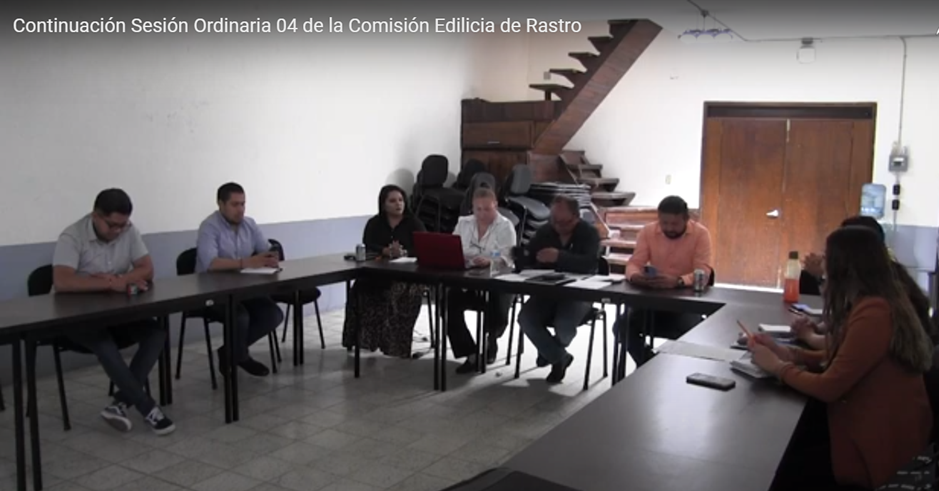 Continuación Sesión Ordinaria 04 de la Comisión Edilicia de Rastro